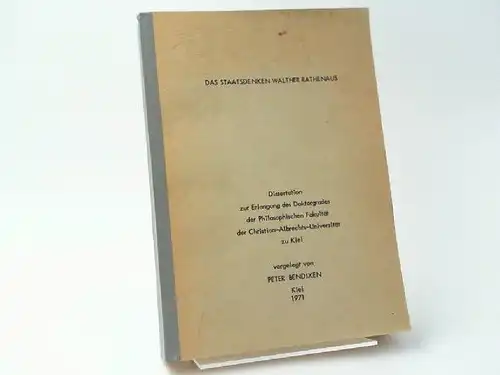 DAS STAATSDENKEN WALTHER RATHENAUS
Dissertation
zur Erlangung des Doktorgrades
der Philosophischen Fakultät
der Christian-Albrechts-Universität
zu Kiel
vorgelegt von
PETER BENDIXEN
Kiel
1971